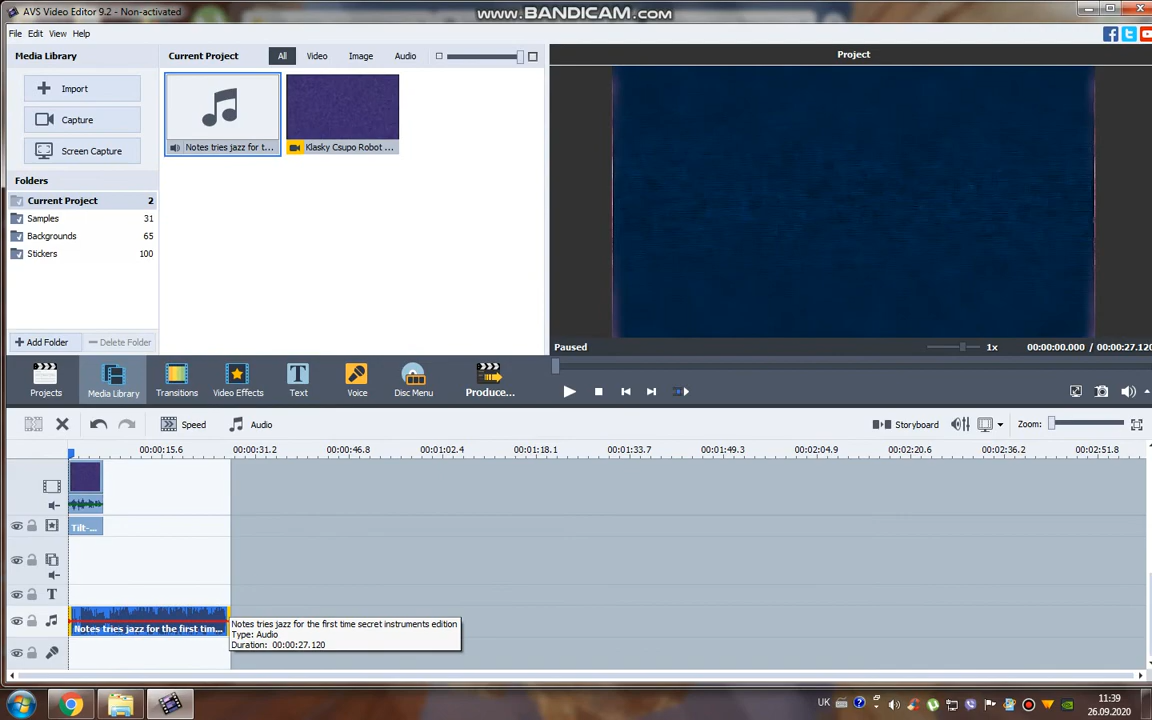 AVS Video Editor 9.2 - Non-activated
www.BANDICAM.com
File Edit View Help
Media Library
Current Project
All Video Image Audio
Project
Import
Capture
Screen Capture
Notes tries jazz for t...
Klasky Csupo Robot ...
Folders
Current Project 2
Samples 31
Backgrounds 65
Stickers 100
Add Folder
Delete Folder
Paused
1x
00:00:00.000 / 00:00:27.120
Projects
Media Library
Transitions
Video Effects
Text
Voice
Disc Menu
Produce...
Speed
Audio
Storyboard
Zoom:
00:00:15.6 00:00:31.2 00:00:46.8 00:01:02.4 00:01:18.1 00:01:33.7 00:01:49.3 00:02:04.9 00:02:20.6 00:02:36.2 00:02:51.8
Tilt-...
T
Notes tries jazz for the first tim...
Notes tries jazz for the first time secret instruments edition
Type: Audio
Duration: 00:00:27.120
UK
11:39
26.09.2020